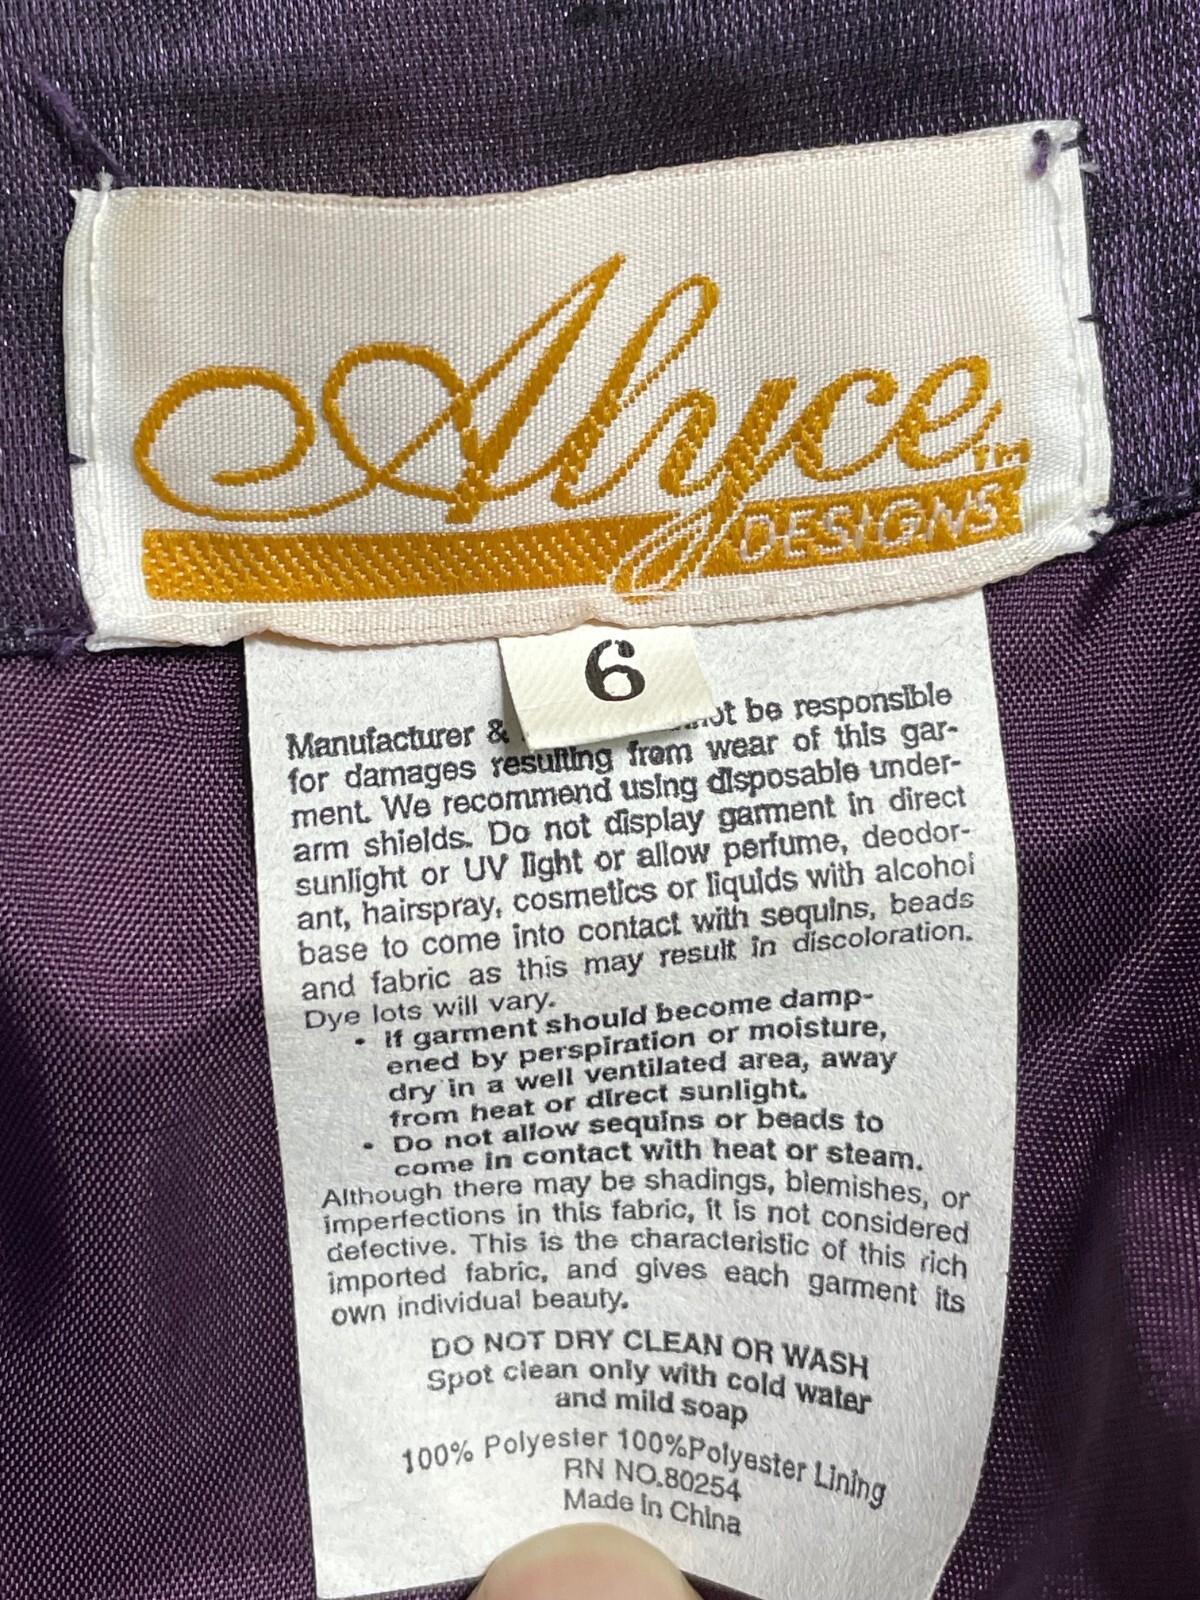 Alyce™
DESIGNS
6
Manufacturer & be responsible
for damages resulting from wear of this gar-
ment. We recommend using disposable under-
arm shields. Do not display garment in direct
sunlight or UV light or allow perfume, deodor-
ant, hairspray, cosmetics or liquids with alcohol
base to come into contact with sequins, beads
and fabric as this may result in discoloration.
Dye lots will vary.
• If garment should become damp-
ened by perspiration or moisture,
dry in a well ventilated area, away
from heat or direct sunlight.
• Do not allow sequins or beads to
come in contact with heat or steam.
Although there may be shadings, blemishes, or
imperfections in this fabric, it is not considered
defective. This is the characteristic of this rich
imported fabric, and gives each garment its
own individual beauty.
DO NOT DRY CLEAN OR WASH
Spot clean only with cold water
and mild soap
100% Polyester 100%Polyester Lining
RN NO.80254
Made in China